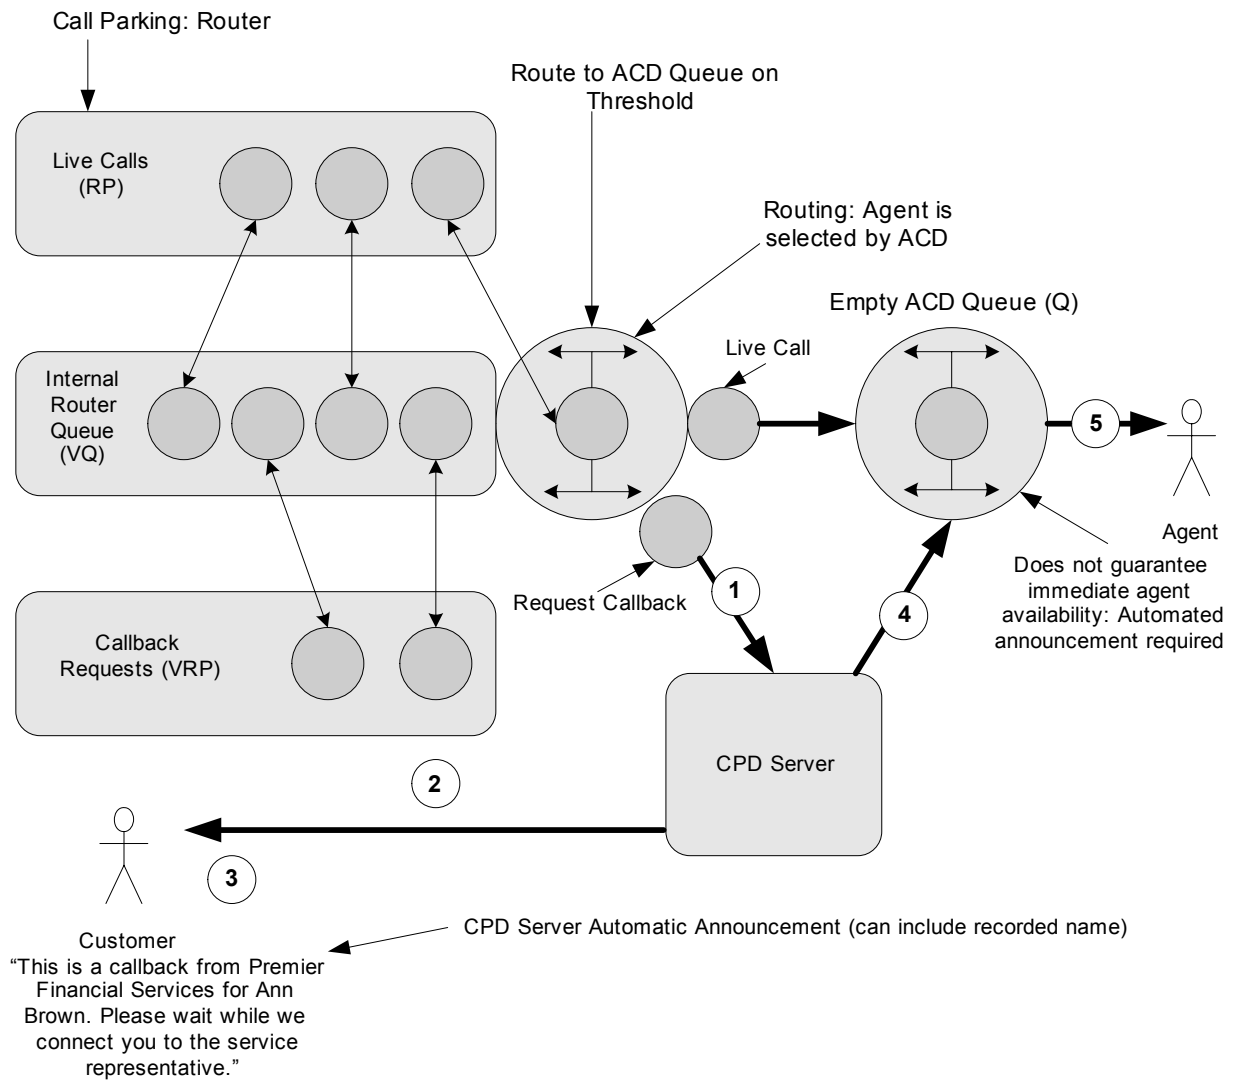 Call Parking: Router
Route to ACD Queue on
Threshold
Live Calls
(RP)
Routing: Agent is
selected by ACD
Empty ACD Queue (Q)
Live Call
Internal
Router
Queue
(VQ)
5
Agent
Does not guarantee
immediate agent
availability: Automated
announcement required
Request Callback
1
4
Callback
Requests (VRP)
CPD Server
2
3
CPD Server Automatic Announcement (can include recorded name)
Customer
“This is a callback from Premier
Financial Services for Ann
Brown. Please wait while we
connect you to the service
representative.”